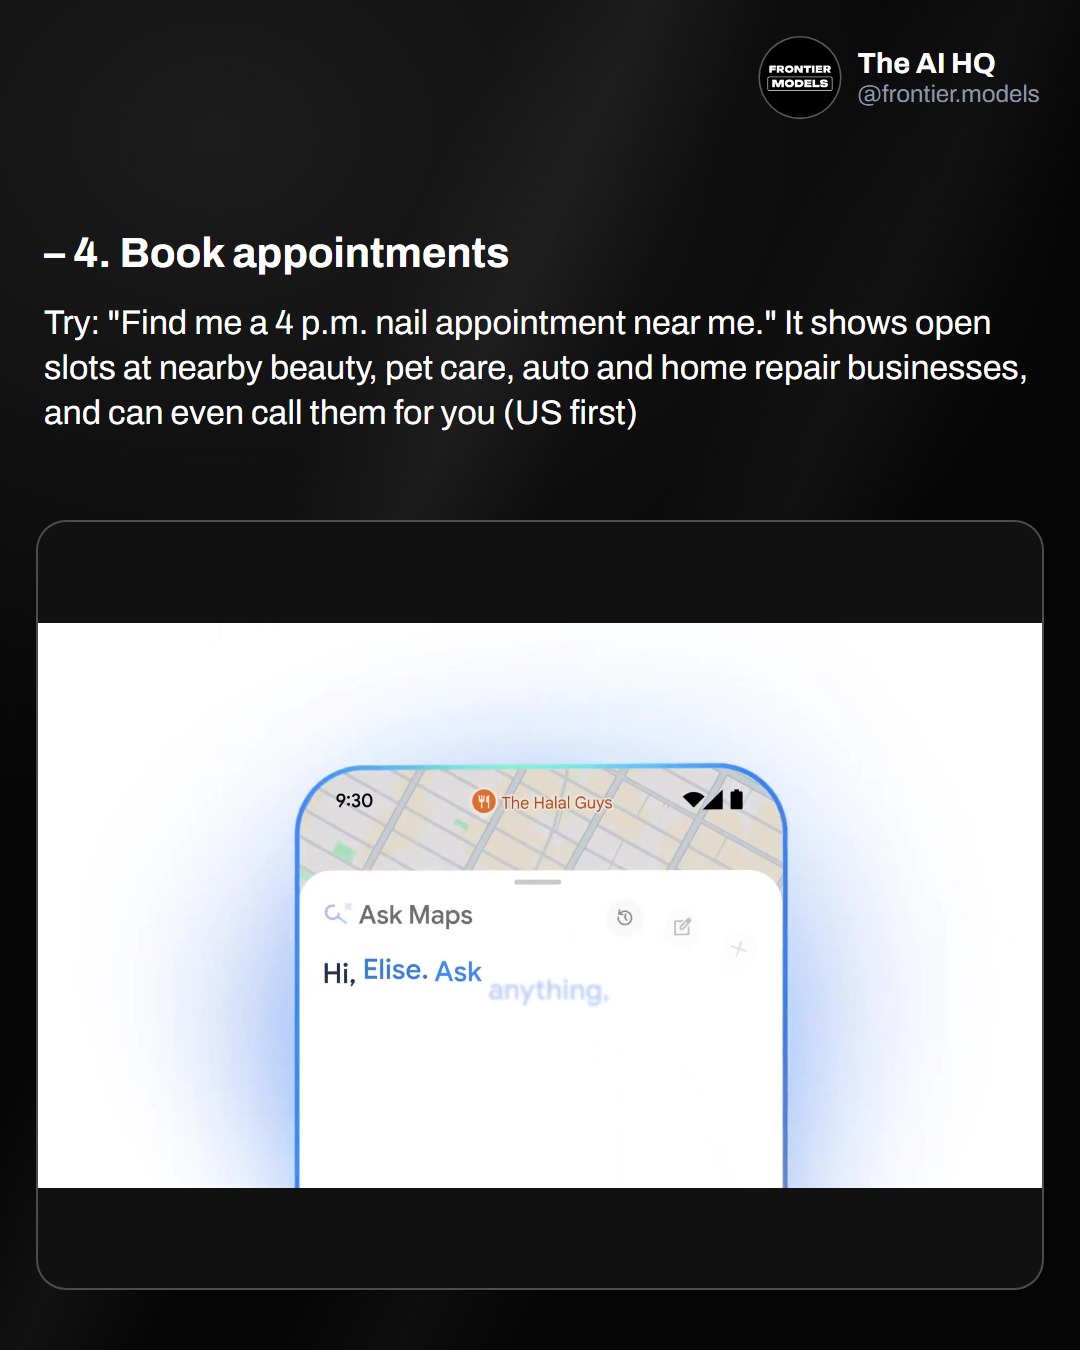 FRONTIER
MODELS
The AI HQ
@frontier.models
– 4. Book appointments
Try: "Find me a 4 p.m. nail appointment near me." It shows open
slots at nearby beauty, pet care, auto and home repair businesses,
and can even call them for you (US first)
9:30
The Halal Guys
Ask Maps
Hi, Elise. Ask anything.